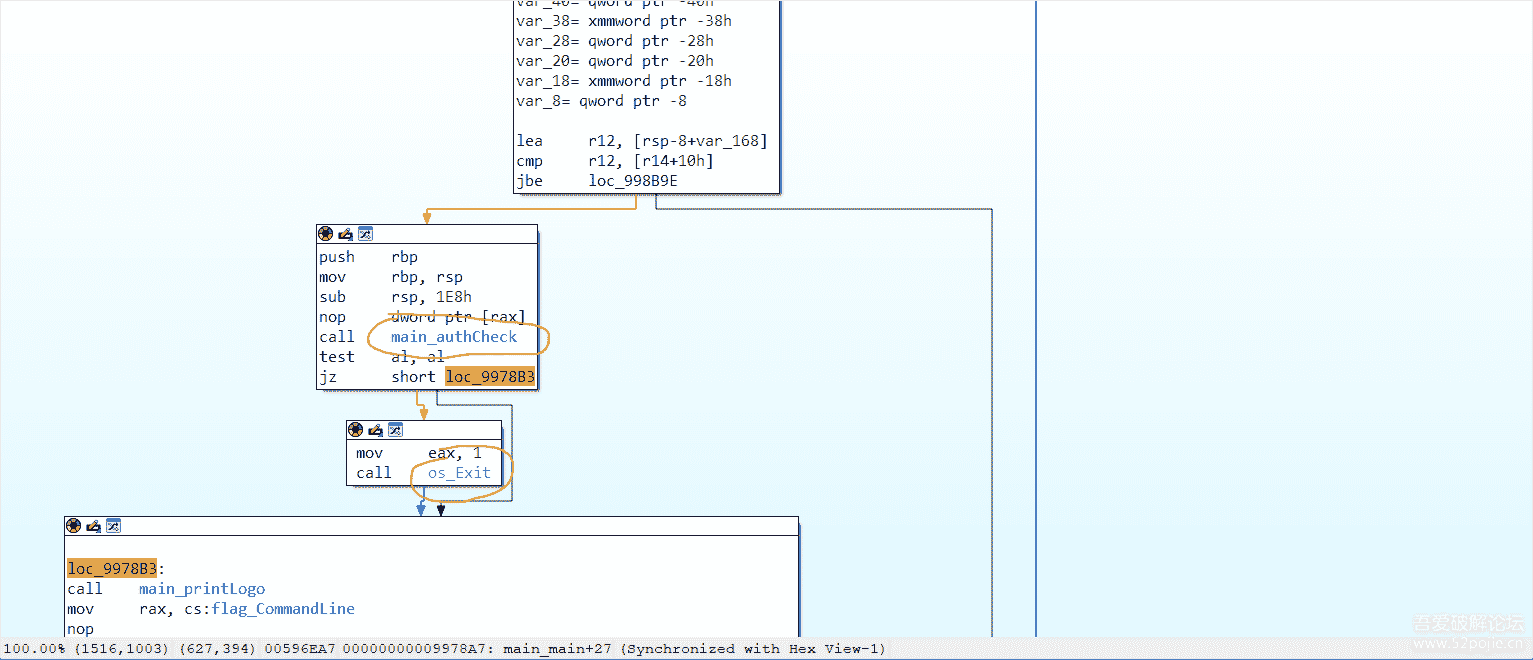 var_40= qword ptr -40h
var_38= xmmword ptr -38h
var_28= qword ptr -28h
var_20= qword ptr -20h
var_18= xmmword ptr -18h
var_8= qword ptr -8
lea r12, [rsp-8+var_168]
cmp r12, [r14+10h]
jbe loc_998B9E
push rbp
mov rbp, rsp
sub rsp, 1E8h
nop dword ptr [rax]
call main_authCheck
test al, al
jz short loc_9978B3
mov eax, 1
call os_Exit
loc_9978B3:
call main_printLogo
mov rax, cs:flag_CommandLine
nop
吾爱破解论坛
www.52pojie.cn
100.00% (1516,1003) (627,394) 00596EA7 00000000009978A7: main_main+27 (Synchronized with Hex View-1)